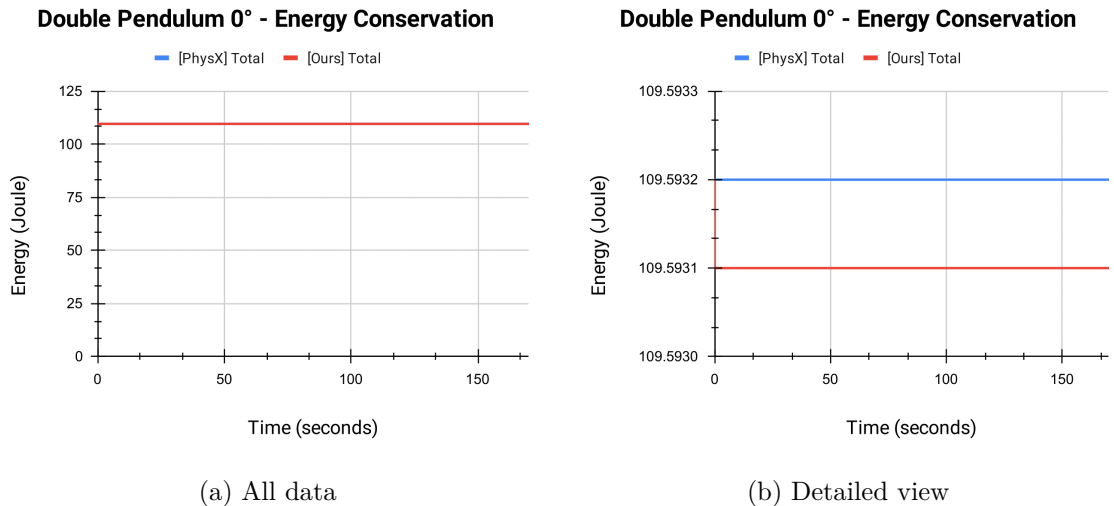 Double Pendulum 0° - Energy Conservation
[PhysX] Total [Ours] Total
Energy (Joule)
125
100
75
50
25
0
0 50 100 150
Time (seconds)
(a) All data
Double Pendulum 0° - Energy Conservation
[PhysX] Total [Ours] Total
Energy (Joule)
109.5933
109.5932
109.5931
109.5930
0 50 100 150
Time (seconds)
(b) Detailed view